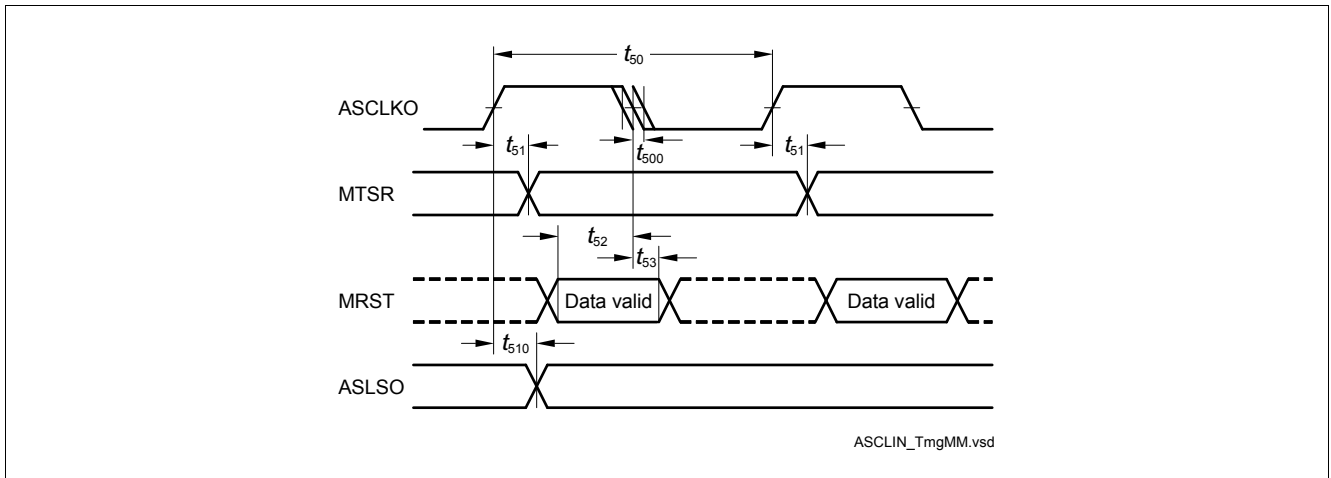 t50
ASCLKO
t51
t500
t51
MTSR
t52
t53
MRST
Data valid
Data valid
t510
ASLSO
ASCLIN_TmgMM.vsd